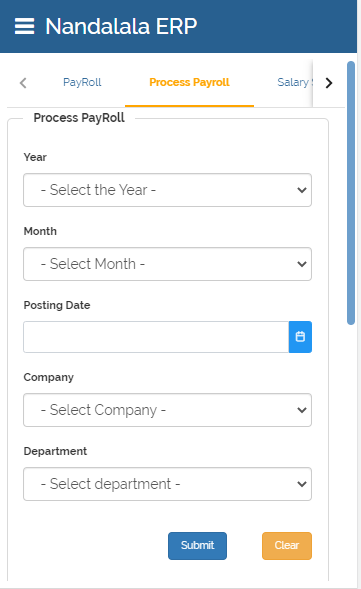 Nandalala ERP
PayRoll Process Payroll Salary
Process PayRoll
Year
- Select the Year -
Month
- Select Month -
Posting Date
Company
- Select Company -
Department
- Select department -
Submit Clear